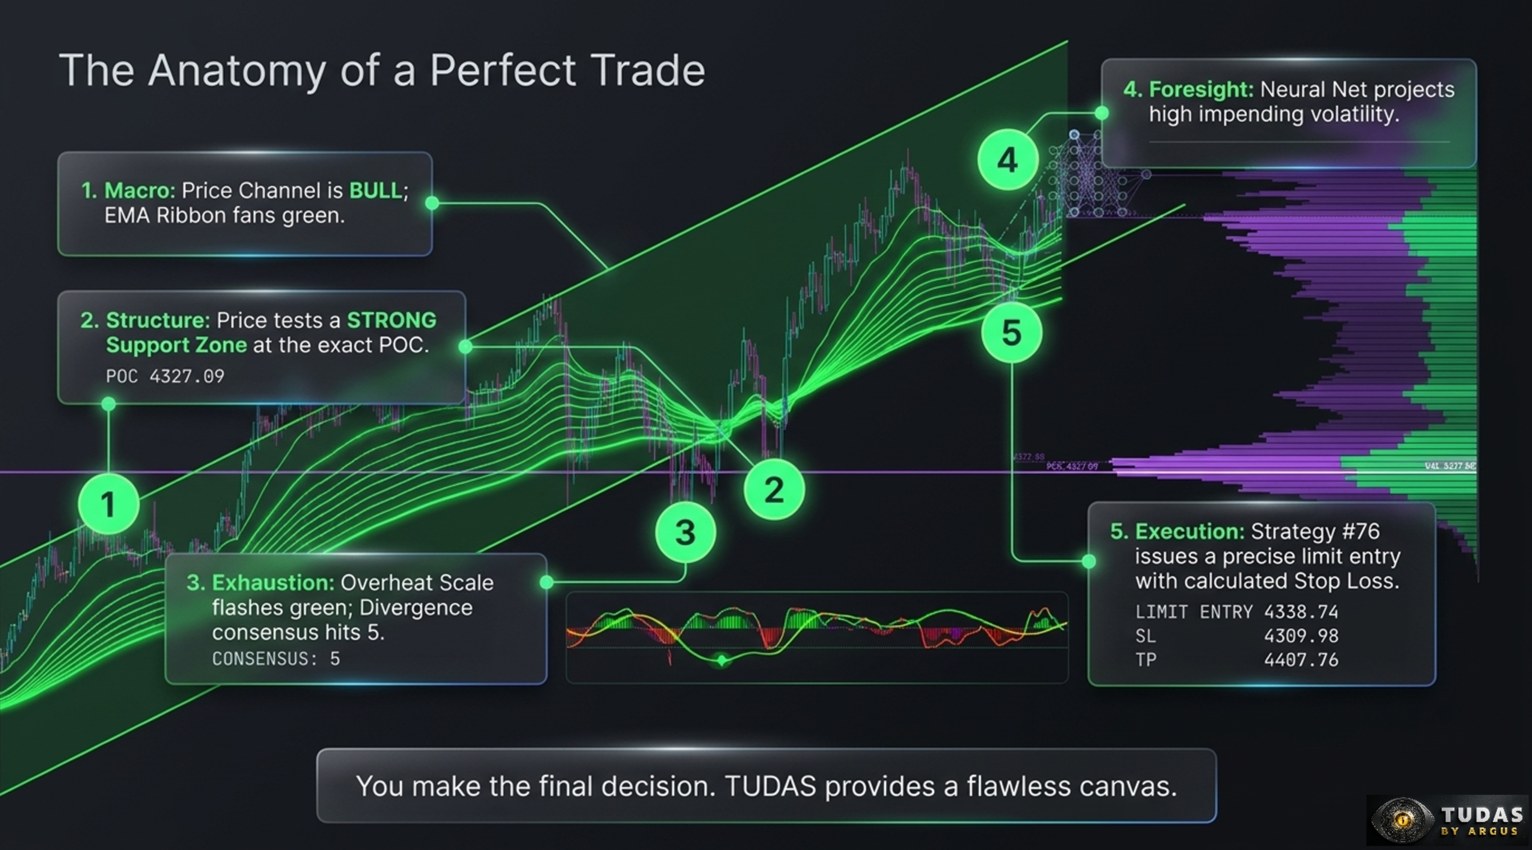 The Anatomy of a Perfect Trade
1. Macro: Price Channel is BULL;
EMA Ribbon fans green.
2. Structure: Price tests a STRONG
Support Zone at the exact POC.
POC 4327.09
1
2
3
3. Exhaustion: Overheat Scale
flashes green; Divergence
consensus hits 5.
CONSENSUS: 5
4
4. Foresight: Neural Net projects
high impending volatility.
5
POC 4327.09
5. Execution: Strategy #76
issues a precise limit entry
with calculated Stop Loss.
LIMIT ENTRY 4338.74
SL 4309.98
TP 4407.76
You make the final decision. TUDAS provides a flawless canvas.
TUDAS
BY ARGUS